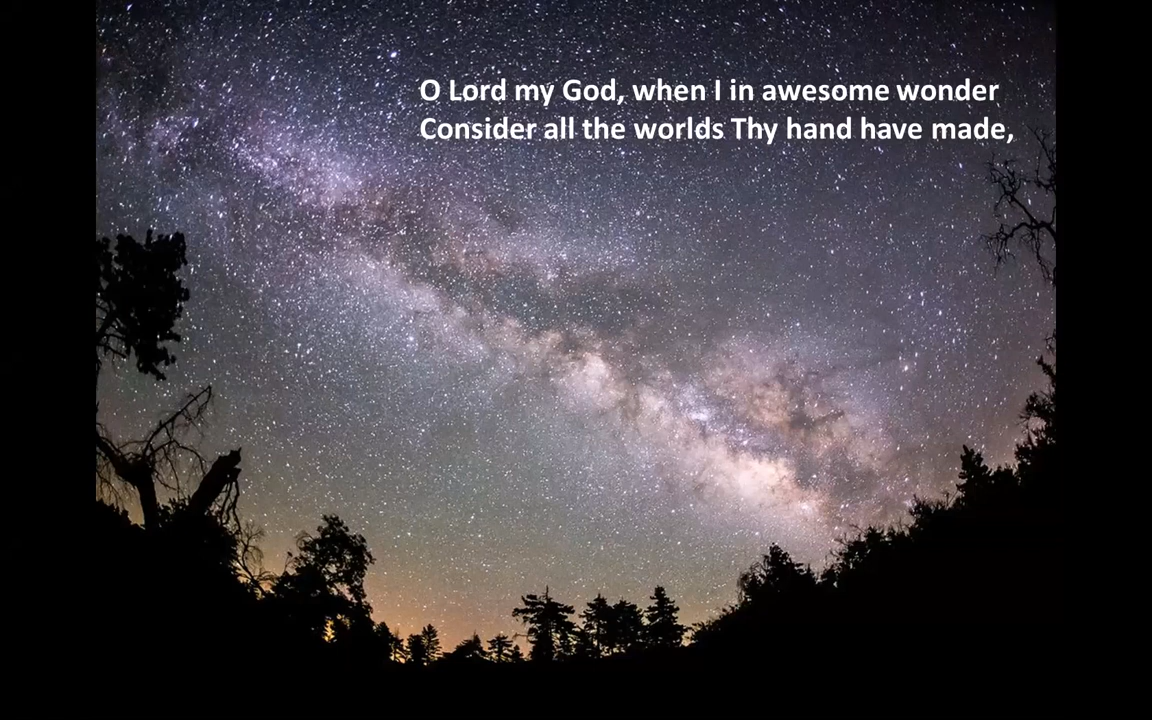 O Lord my God, when I in awesome wonder
Consider all the worlds Thy hand have made,